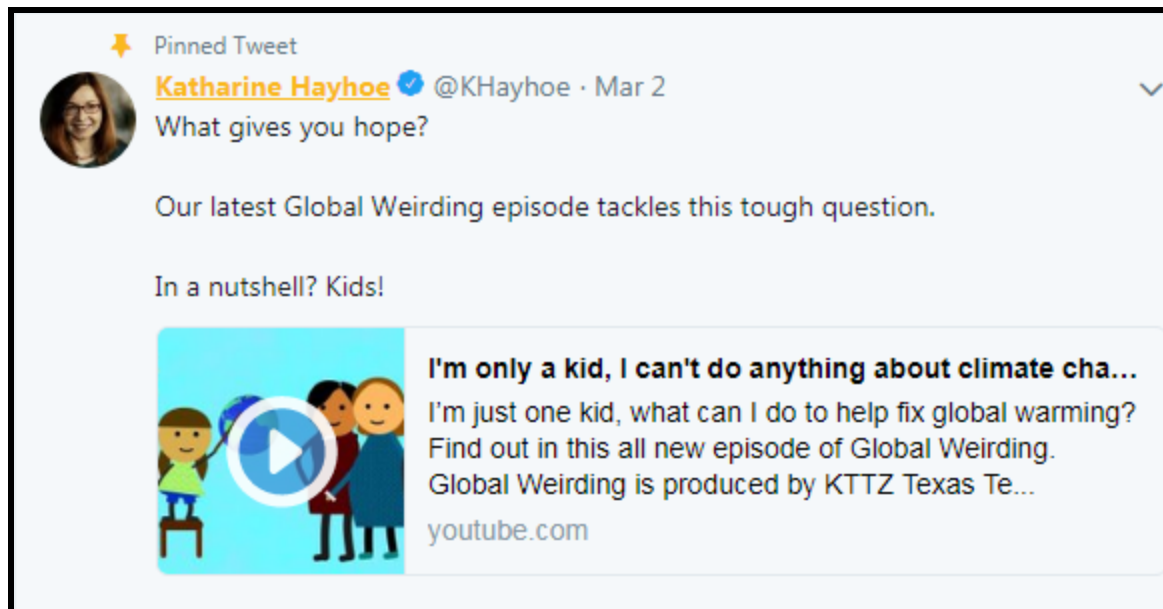 Pinned Tweet
Katharine Hayhoe @KHayhoe · Mar 2
What gives you hope?
Our latest Global Weirding episode tackles this tough question.
In a nutshell? Kids!
I'm only a kid, I can't do anything about climate cha...
I'm just one kid, what can I do to help fix global warming?
Find out in this all new episode of Global Weirding.
Global Weirding is produced by KTTZ Texas Te...
youtube.com